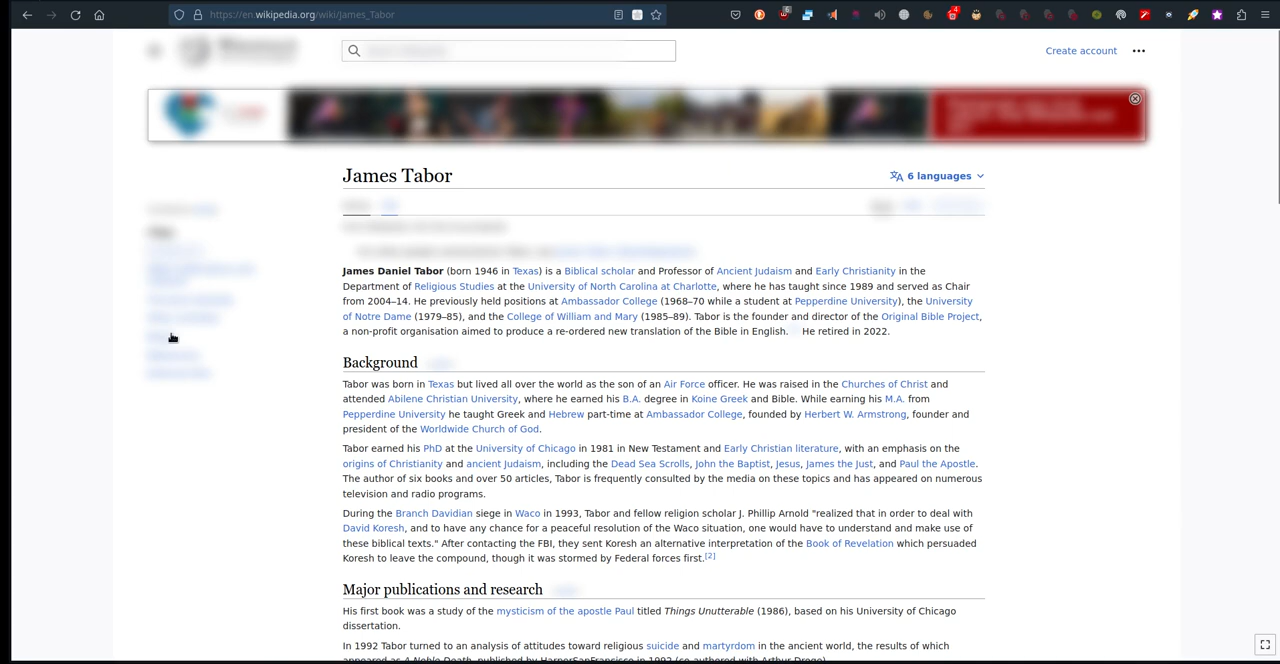 https://en.wikipedia.org/wiki/James_Tabor
6
4
Create account
James Tabor
6 languages
James Daniel Tabor (born 1946 in Texas) is a Biblical scholar and Professor of Ancient Judaism and Early Christianity in the
Department of Religious Studies at the University of North Carolina at Charlotte, where he has taught since 1989 and served as Chair
from 2004–14. He previously held positions at Ambassador College (1968–70 while a student at Pepperdine University), the University
of Notre Dame (1979–85), and the College of William and Mary (1985–89). Tabor is the founder and director of the Original Bible Project,
a non-profit organisation aimed to produce a re-ordered new translation of the Bible in English. He retired in 2022.
Background
Tabor was born in Texas but lived all over the world as the son of an Air Force officer. He was raised in the Churches of Christ and
attended Abilene Christian University, where he earned his B.A. degree in Koine Greek and Bible. While earning his M.A. from
Pepperdine University he taught Greek and Hebrew part-time at Ambassador College, founded by Herbert W. Armstrong, founder and
president of the Worldwide Church of God.
Tabor earned his PhD at the University of Chicago in 1981 in New Testament and Early Christian literature, with an emphasis on the
origins of Christianity and ancient Judaism, including the Dead Sea Scrolls, John the Baptist, Jesus, James the Just, and Paul the Apostle.
The author of six books and over 50 articles, Tabor is frequently consulted by the media on these topics and has appeared on numerous
television and radio programs.
During the Branch Davidian siege in Waco in 1993, Tabor and fellow religion scholar J. Phillip Arnold "realized that in order to deal with
David Koresh, and to have any chance for a peaceful resolution of the Waco situation, one would have to understand and make use of
these biblical texts." After contacting the FBI, they sent Koresh an alternative interpretation of the Book of Revelation which persuaded
Koresh to leave the compound, though it was stormed by Federal forces first.[2]
Major publications and research
His first book was a study of the mysticism of the apostle Paul titled Things Unutterable (1986), based on his University of Chicago
dissertation.
In 1992 Tabor turned to an analysis of attitudes toward religious suicide and martyrdom in the ancient world, the results of which
appeared as A Noble Death, published by HarperSanFrancisco in 1992 (co-authored with Arthur Droge)